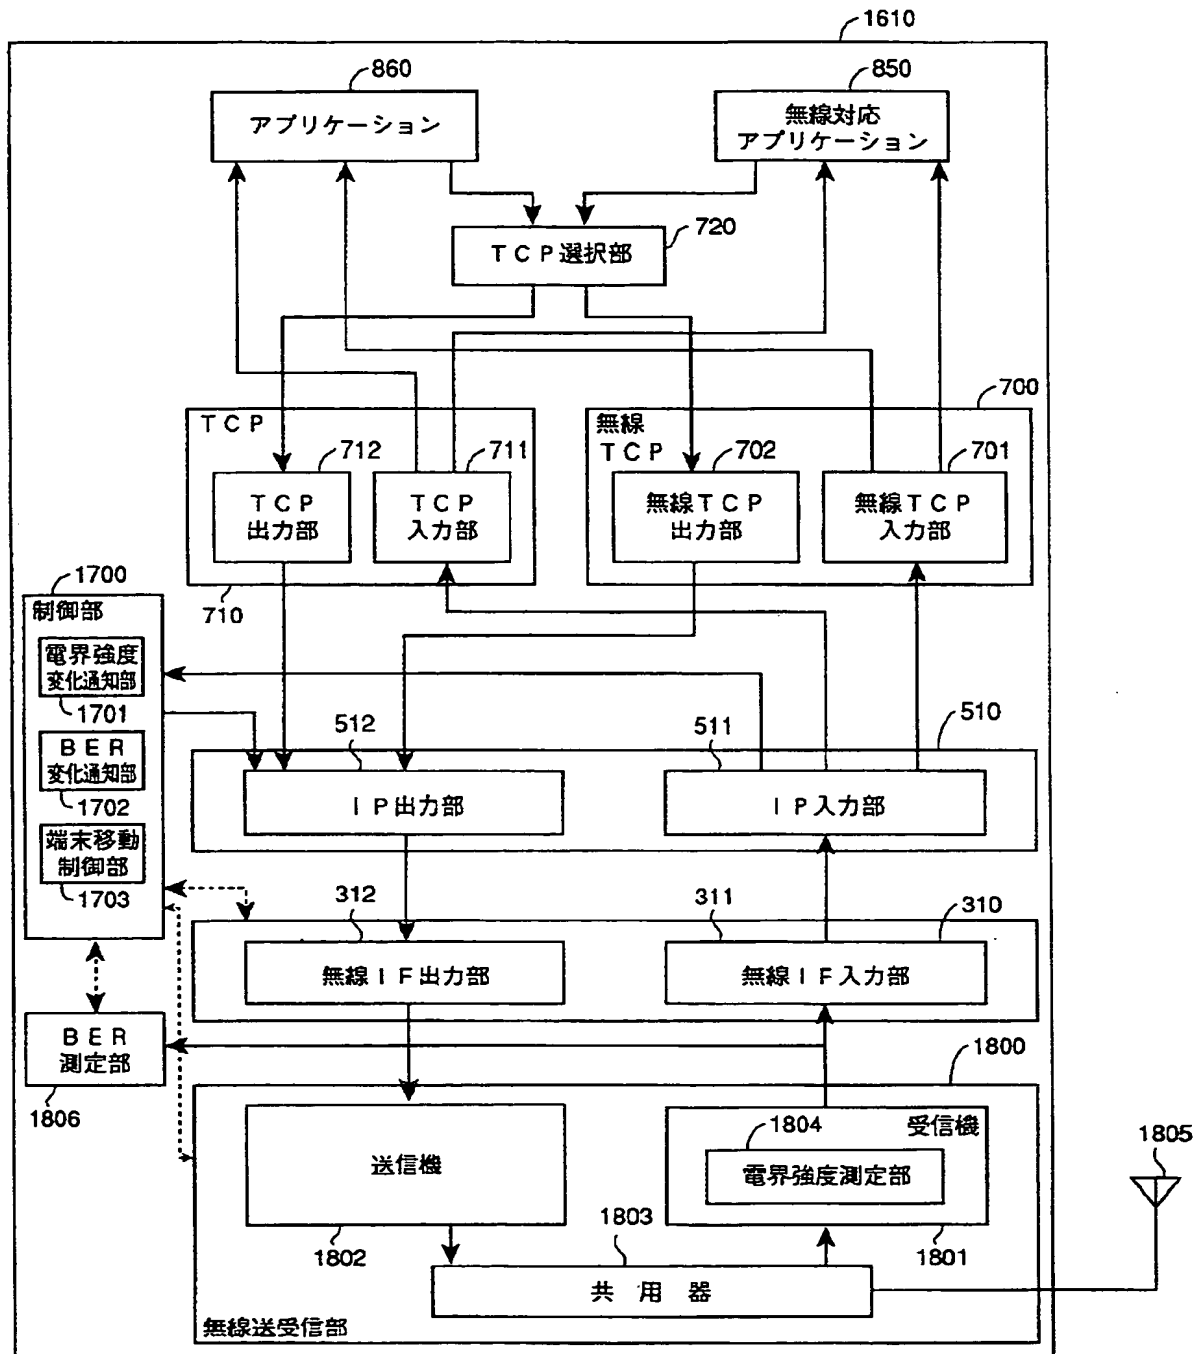 1610
860
850
アプリケーション
無線対応
アプリケーション
720
TCP選択部
700
TCP
無線
TCP
712
711
702
701
TCP
出力部
TCP
入力部
無線TCP
出力部
無線TCP
入力部
1700
710
制御部
電界強度
変化通知部
1701
BER
変化通知部
1702
端末移動
制御部
1703
512
511
510
IP出力部
IP入力部
312
311
310
無線IF出力部
無線IF入力部
BER
測定部
1806
1800
送信機
1804
受信機
電界強度測定部
1805
1802
1803
1801
共用器
無線送受信部